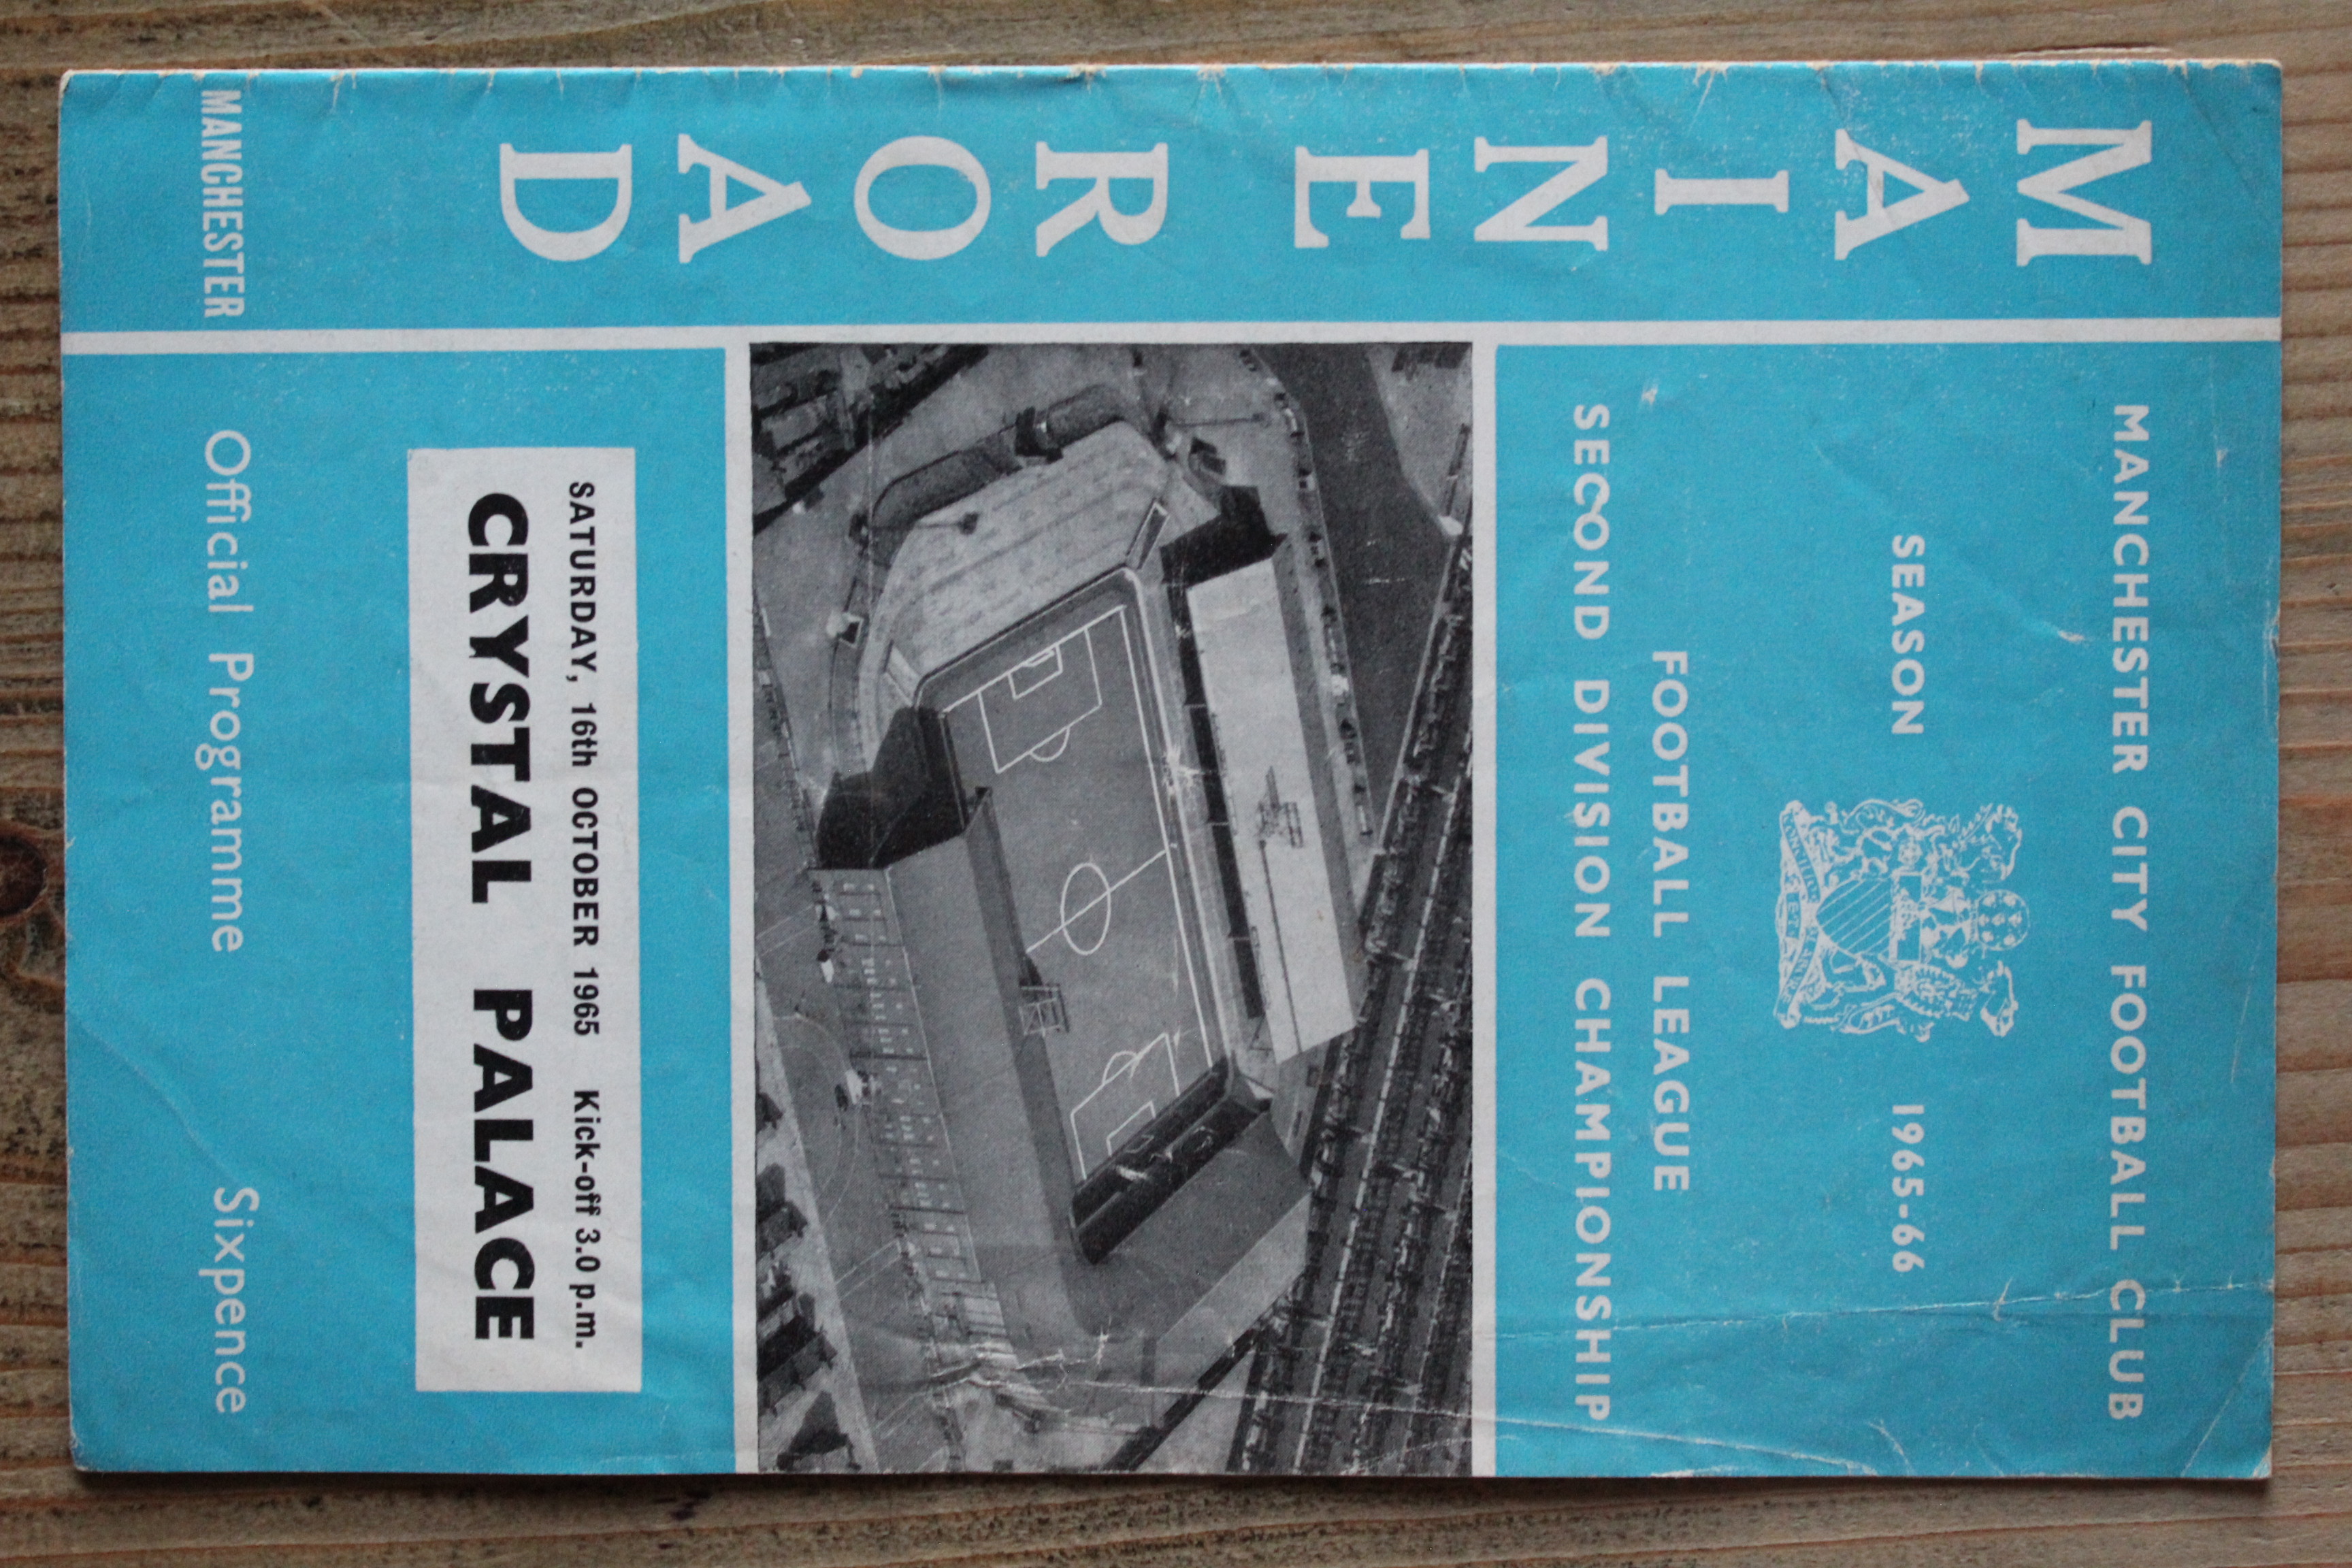 MANCHESTER CITY FOOTBALL CLUB
SEASON 1965-66
FOOTBALL LEAGUE
SECOND DIVISION CHAMPIONSHIP
MAINE ROAD
MANCHESTER
SATURDAY, 16th OCTOBER 1965 Kick-off 3.0 p.m.
CRYSTAL PALACE
Official Programme Sixpence